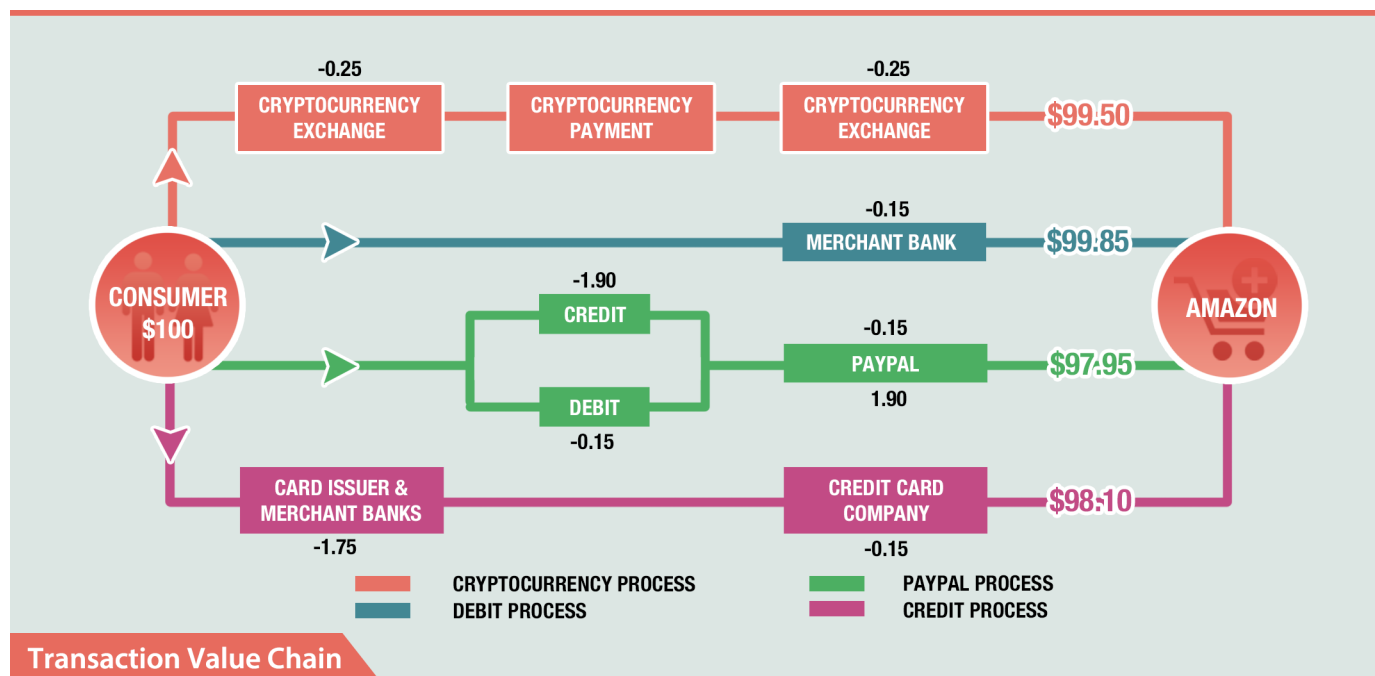 -0.25
-0.25
CRYPTOCURRENCY
EXCHANGE
CRYPTOCURRENCY
PAYMENT
CRYPTOCURRENCY
EXCHANGE
$99.50
-0.15
MERCHANT BANK
$99.85
CONSUMER
$100
-1.90
CREDIT
DEBIT
-0.15
-0.15
PAYPAL
1.90
$97.95
AMAZON
CARD ISSUER &
MERCHANT BANKS
-1.75
CREDIT CARD
COMPANY
-0.15
$98.10
CRYPTOCURRENCY PROCESS
DEBIT PROCESS
PAYPAL PROCESS
CREDIT PROCESS
Transaction Value Chain